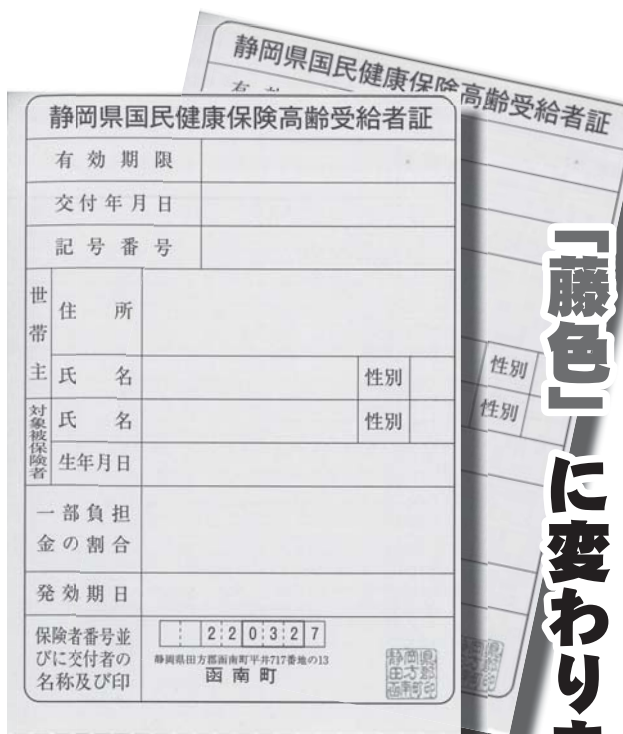 静岡県国民健康保険高齢受給者証
有効期限
交付年月日
記号番号
世帯主
住所
氏名
性別
対象被保険者
氏名
性別
生年月日
一部負担
金の割合
発効期日
保険者番号並
びに交付者の
名称及び印
220327
静岡県田方郡函南町平井717番地の13
函南町
静岡県国民健康保険高齢受給者証
性別
性別
「藤色」に変わりま